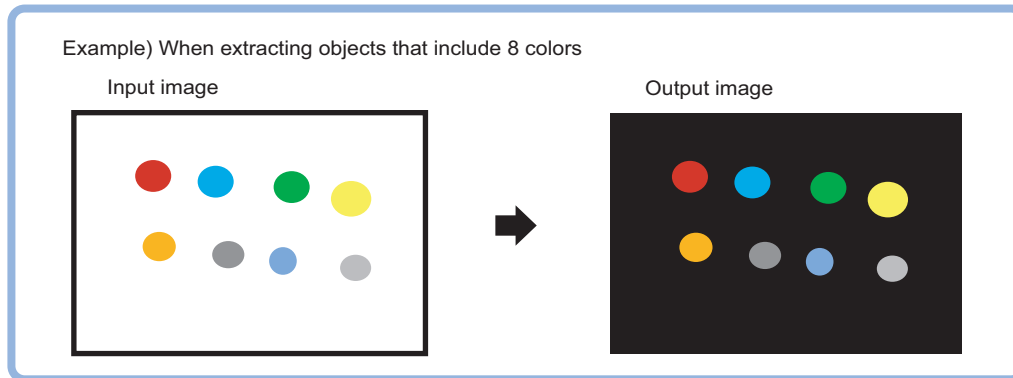 Example) When extracting objects that include 8 colors
Input image
Output image